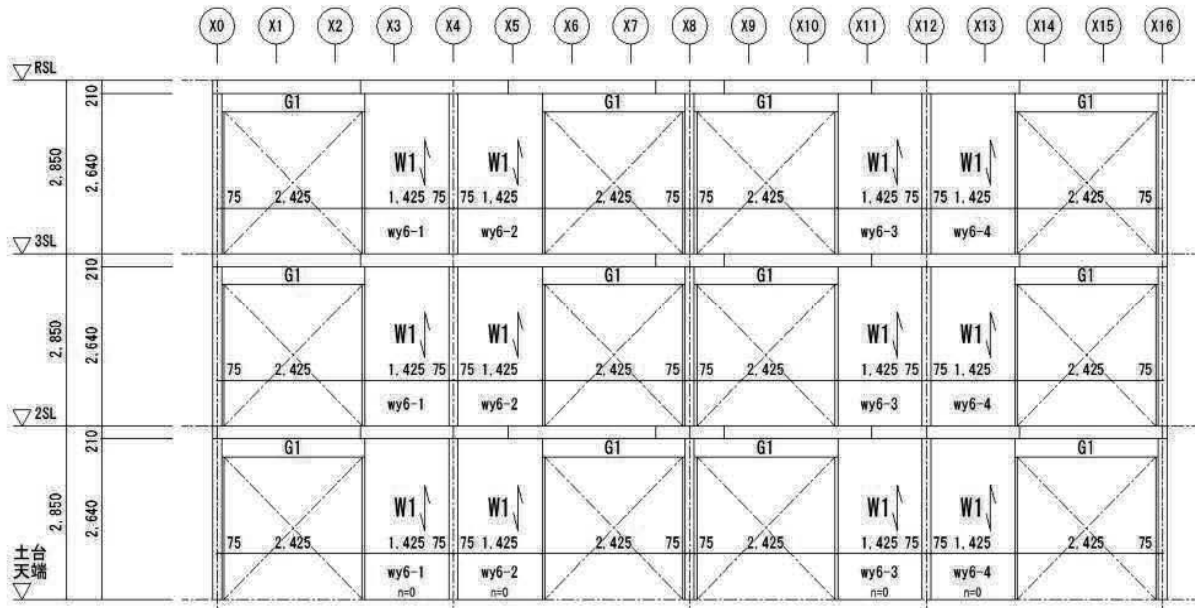 X0 X1 X2 X3 X4 X5 X6 X7 X8 X9 X10 X11 X12 X13 X14 X15 X16
RSL
210
G1 G1 G1 G1
2,850
2,640
W1 W1 W1 W1
75 2,425 1,425 75 75 1,425 2,425 75 75 2,425 1,425 75 75 1,425 2,425 75
wy6-1 wy6-2 wy6-3 wy6-4
3SL
210
G1 G1 G1 G1
2,850
2,640
W1 W1 W1 W1
75 2,425 1,425 75 75 1,425 2,425 75 75 2,425 1,425 75 75 1,425 2,425 75
wy6-1 wy6-2 wy6-3 wy6-4
2SL
210
G1 G1 G1 G1
2,850
2,640
W1 W1 W1 W1
75 2,425 1,425 75 75 1,425 2,425 75 75 2,425 1,425 75 75 1,425 2,425 75
土台
天端
wy6-1 wy6-2 wy6-3 wy6-4
n=0 n=0 n=0 n=0